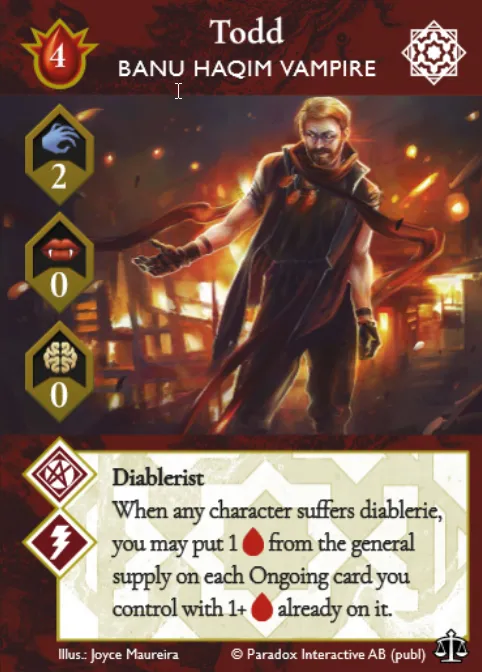 Todd
4
BANU HAQIM VAMPIRE
2
0
0
Diablerist
When any character suffers diablerie,
you may put 1 from the general
supply on each Ongoing card you
control with 1+ already on it.
Illus.: Joyce Maureira © Paradox Interactive AB (publ)